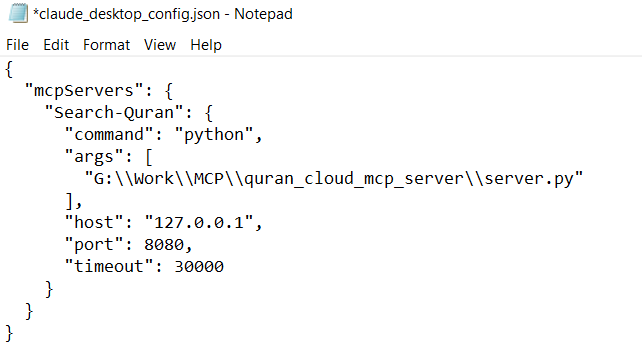 *claude_desktop_config.json - Notepad
File Edit Format View Help
{
  "mcpServers": {
    "Search-Quran": {
      "command": "python",
      "args": [
        "G:\\Work\\MCP\\quran_cloud_mcp_server\\server.py"
      ],
      "host": "127.0.0.1",
      "port": 8080,
      "timeout": 30000
    }
  }
}